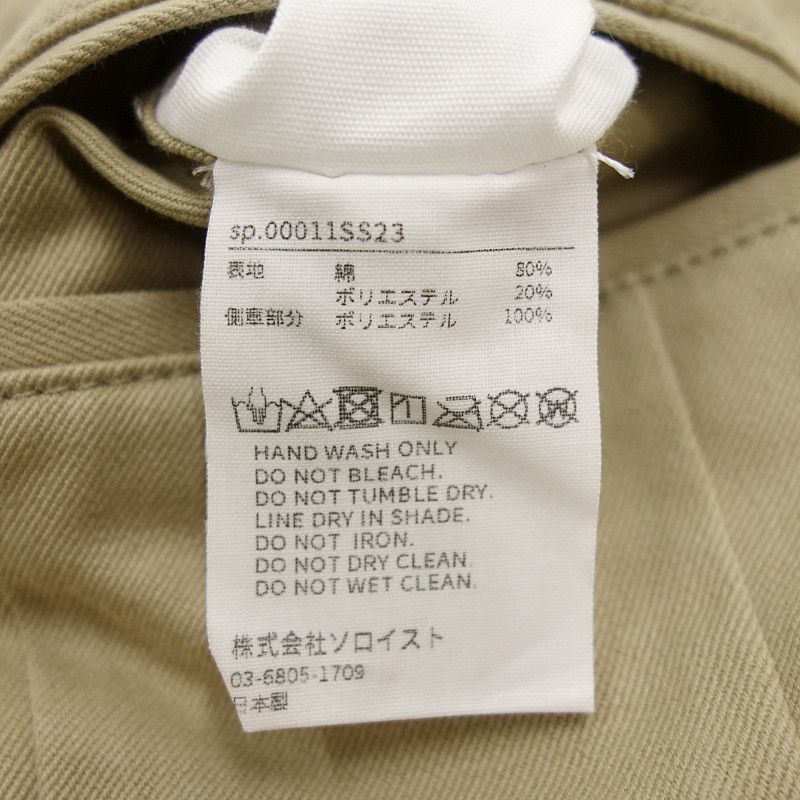 sp.00011SS23
表地 綿 80%
ポリエステル 20%
側章部分 ポリエステル 100%
HAND WASH ONLY
DO NOT BLEACH.
DO NOT TUMBLE DRY.
LINE DRY IN SHADE.
DO NOT IRON.
DO NOT DRY CLEAN.
DO NOT WET CLEAN.
株式会社ソロイスト
03-6805-1709
日本製